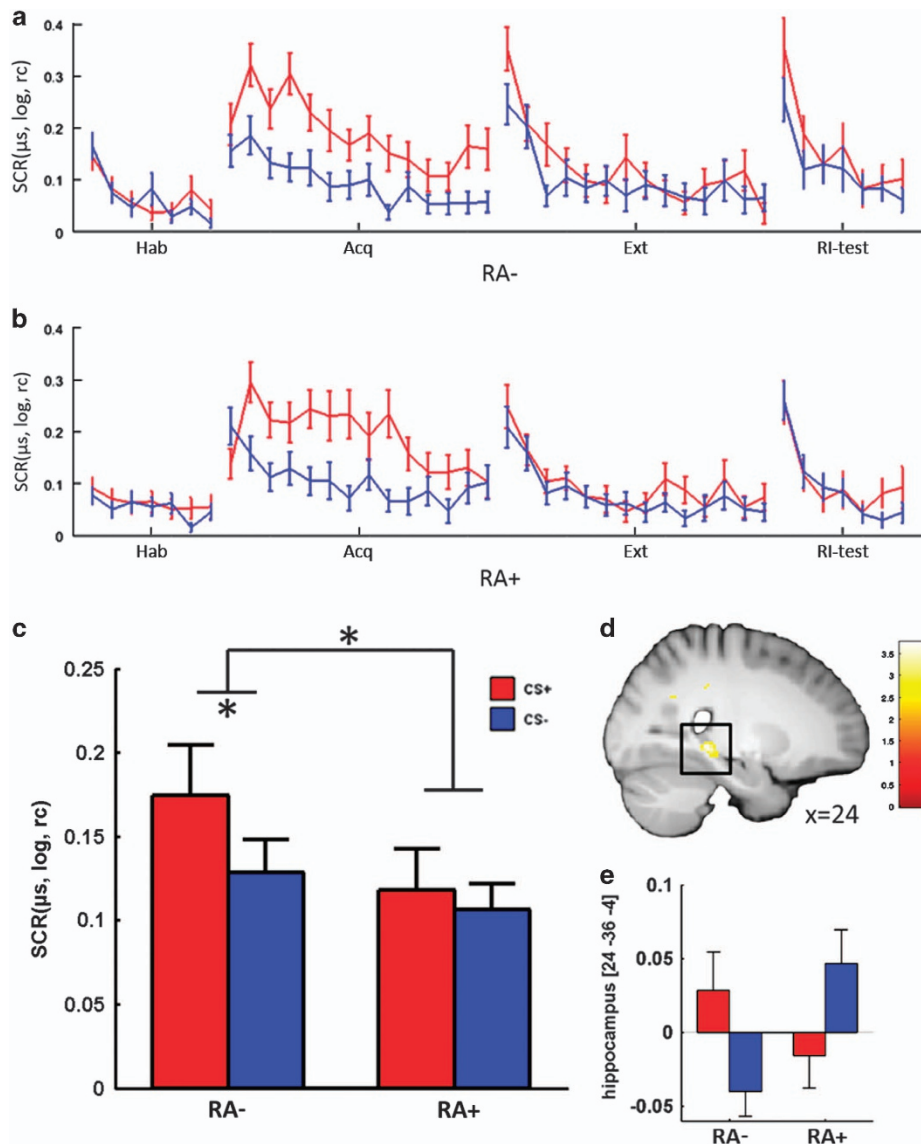 a
0.4
0.3
0.2
0.1
0
SCR(µs, log, rc)
Hab
Acq
Ext
RI-test
RA-
b
0.4
0.3
0.2
0.1
0
SCR(µs, log, rc)
Hab
Acq
Ext
RI-test
RA+
c
0.25
0.2
0.15
0.1
0.05
0
SCR(µs, log, rc)
*
*
CS+
CS-
RA-
RA+
d
3.5
3
2.5
2
1.5
1
0.5
0
x=24
e
0.1
0.05
0
-0.05
hippocampus [24 -36 -4]
RA-
RA+